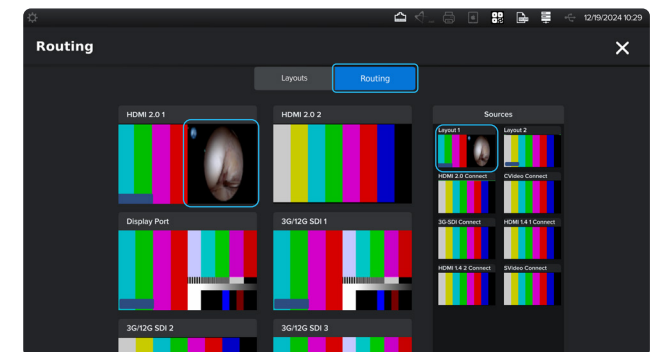 12/19/2024 10:29
Routing
Layouts
Routing
HDMI 2.0 1
HDMI 2.0 2
Sources
Layout 1
Layout 2
HDMI 2.0 Connect
CVideo Connect
Display Port
3G/12G SDI 1
3G-SDI Connect
HDMI 1.4 1 Connect
HDMI 1.4 2 Connect
SVideo Connect
3G/12G SDI 2
3G/12G SDI 3